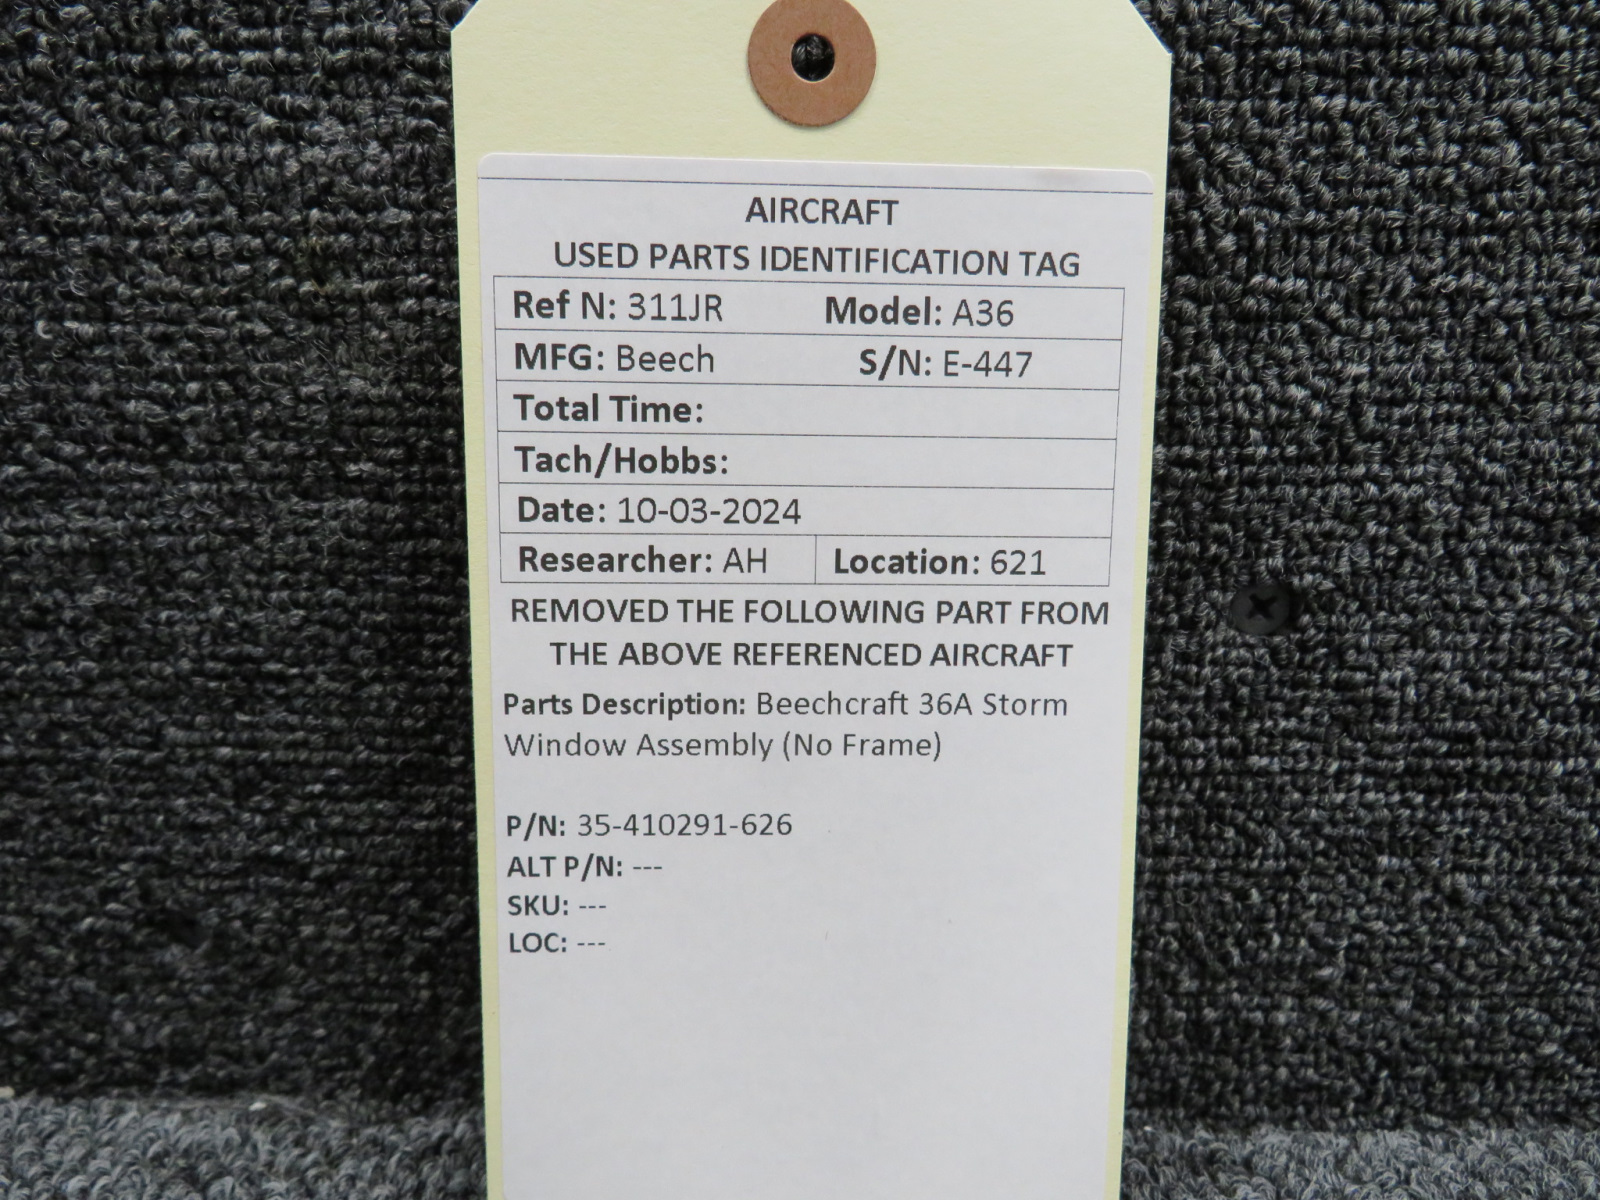 AIRCRAFT
USED PARTS IDENTIFICATION TAG
Ref N: 311JR Model: A36
MFG: Beech S/N: E-447
Total Time:
Tach/Hobbs:
Date: 10-03-2024
Researcher: AH Location: 621
REMOVED THE FOLLOWING PART FROM
THE ABOVE REFERENCED AIRCRAFT
Parts Description: Beechcraft 36A Storm
Window Assembly (No Frame)
P/N: 35-410291-626
ALT P/N: ---
SKU: ---
LOC: ---